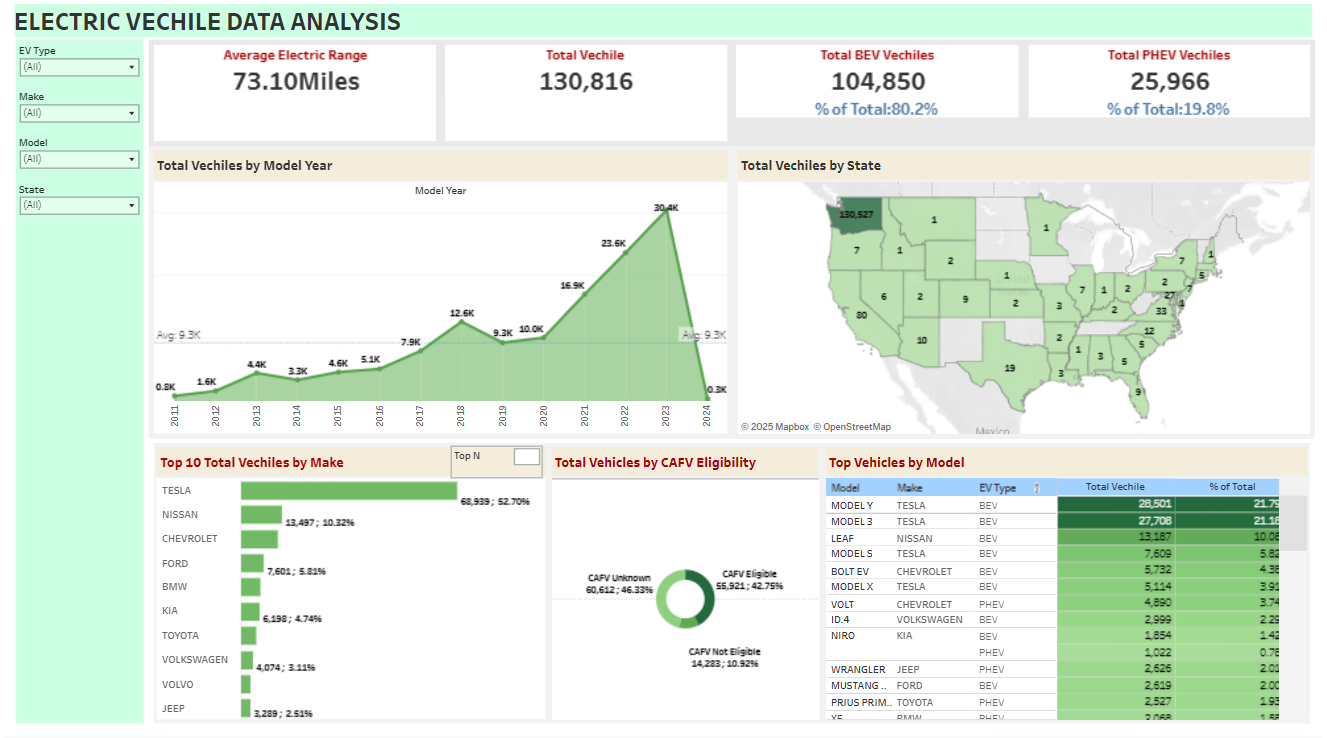 ELECTRIC VECHILE DATA ANALYSIS
EV Type
(All)
Make
(All)
Model
(All)
State
(All)
Average Electric Range
73.10Miles
Total Vechile
130,816
Total BEV Vechiles
104,850
% of Total:80.2%
Total PHEV Vechiles
25,966
% of Total:19.8%
Total Vechiles by Model Year
Model Year
30.4K
23.6K
16.9K
12.6K
9.3K
10.0K
7.9K
Avg: 9.3K
Avg: 9.3K
0.8K
1.6K
4.4K
3.3K
4.6K
5.1K
0.3K
2011
2012
2013
2014
2015
2016
2017
2018
2019
2020
2021
2022
2023
2024
Total Vechiles by State
130,527
1
1
7
1
2
7
1
1
5
6
2
9
2
7
1
2
2
7
27
1
80
3
2
33
10
2
12
5
19
3
1
3
5
9
© 2025 Mapbox © OpenStreetMap
Mexico
Top 10 Total Vechiles by Make
Top N
TESLA
68,939; 52.70%
NISSAN
13,497; 10.32%
CHEVROLET
FORD
7,601; 5.81%
BMW
KIA
6,198; 4.74%
TOYOTA
VOLKSWAGEN
4,074; 3.11%
VOLVO
JEEP
3,289; 2.51%
Total Vehicles by CAFV Eligibility
CAFV Unknown
60,612; 46.33%
CAFV Eligible
55,921; 42.75%
CAFV Not Eligible
14,283; 10.92%
Top Vehicles by Model
Model Make EV Type Total Vechile % of Total
MODEL Y TESLA BEV 28,501 21.79
MODEL 3 TESLA BEV 27,708 21.18
LEAF NISSAN BEV 13,187 10.08
MODEL S TESLA BEV 7,609 5.82
BOLT EV CHEVROLET BEV 5,732 4.38
MODEL X TESLA BEV 5,114 3.91
VOLT CHEVROLET PHEV 4,890 3.74
ID.4 VOLKSWAGEN BEV 2,999 2.29
NIRO KIA BEV 1,854 1.42
PHEV 1,022 0.78
WRANGLER JEEP PHEV 2,626 2.01
MUSTANG .. FORD BEV 2,619 2.00
PRIUS PRIM.. TOYOTA PHEV 2,527 1.93
X5 BMW PHEV 2,068 1.58